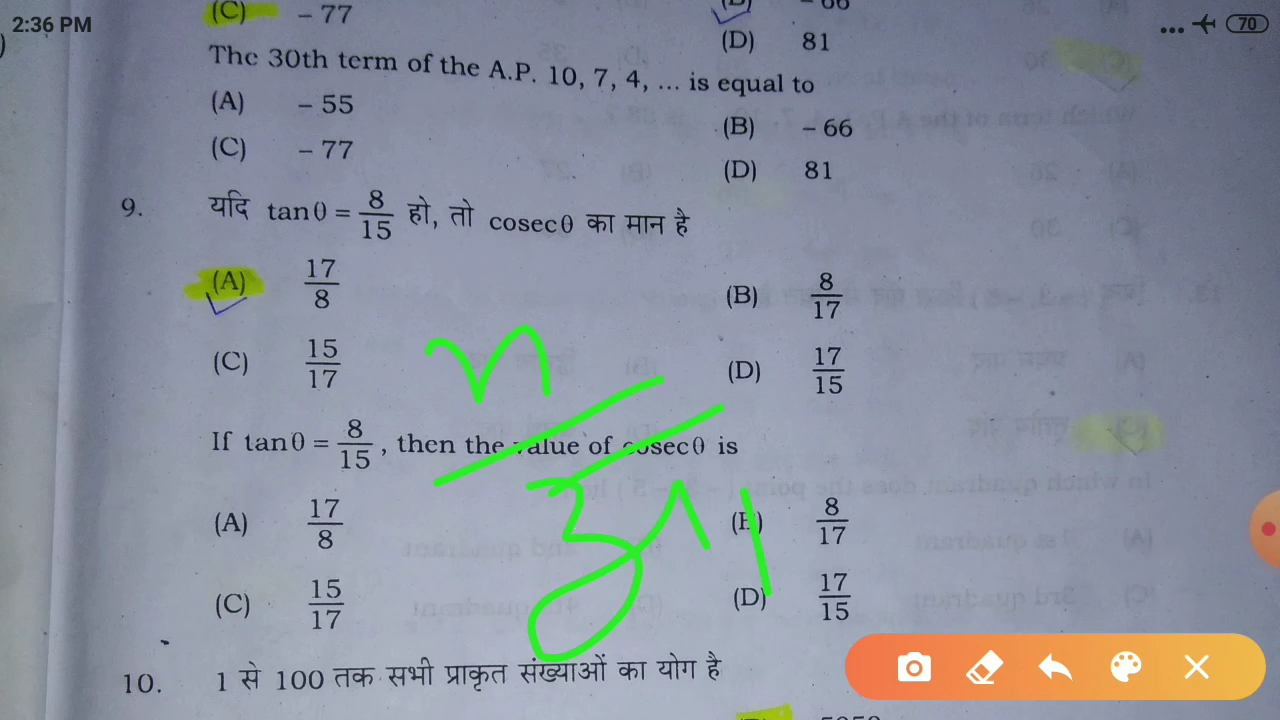 2:36 PM
70
(C) – 77
(D) 81
The 30th term of the A.P. 10, 7, 4, ... is equal to
(A) – 55
(B) – 66
(C) – 77
(D) 81
9. यदि tanθ = 8/15 हो, तो cosecθ का मान है
(A) 17/8
(B) 8/17
(C) 15/17
(D) 17/15
If tanθ = 8/15, then the value of cosecθ is
(A) 17/8
(B) 8/17
(C) 15/17
(D) 17/15
10. 1 से 100 तक सभी प्राकृत संख्याओं का योग है